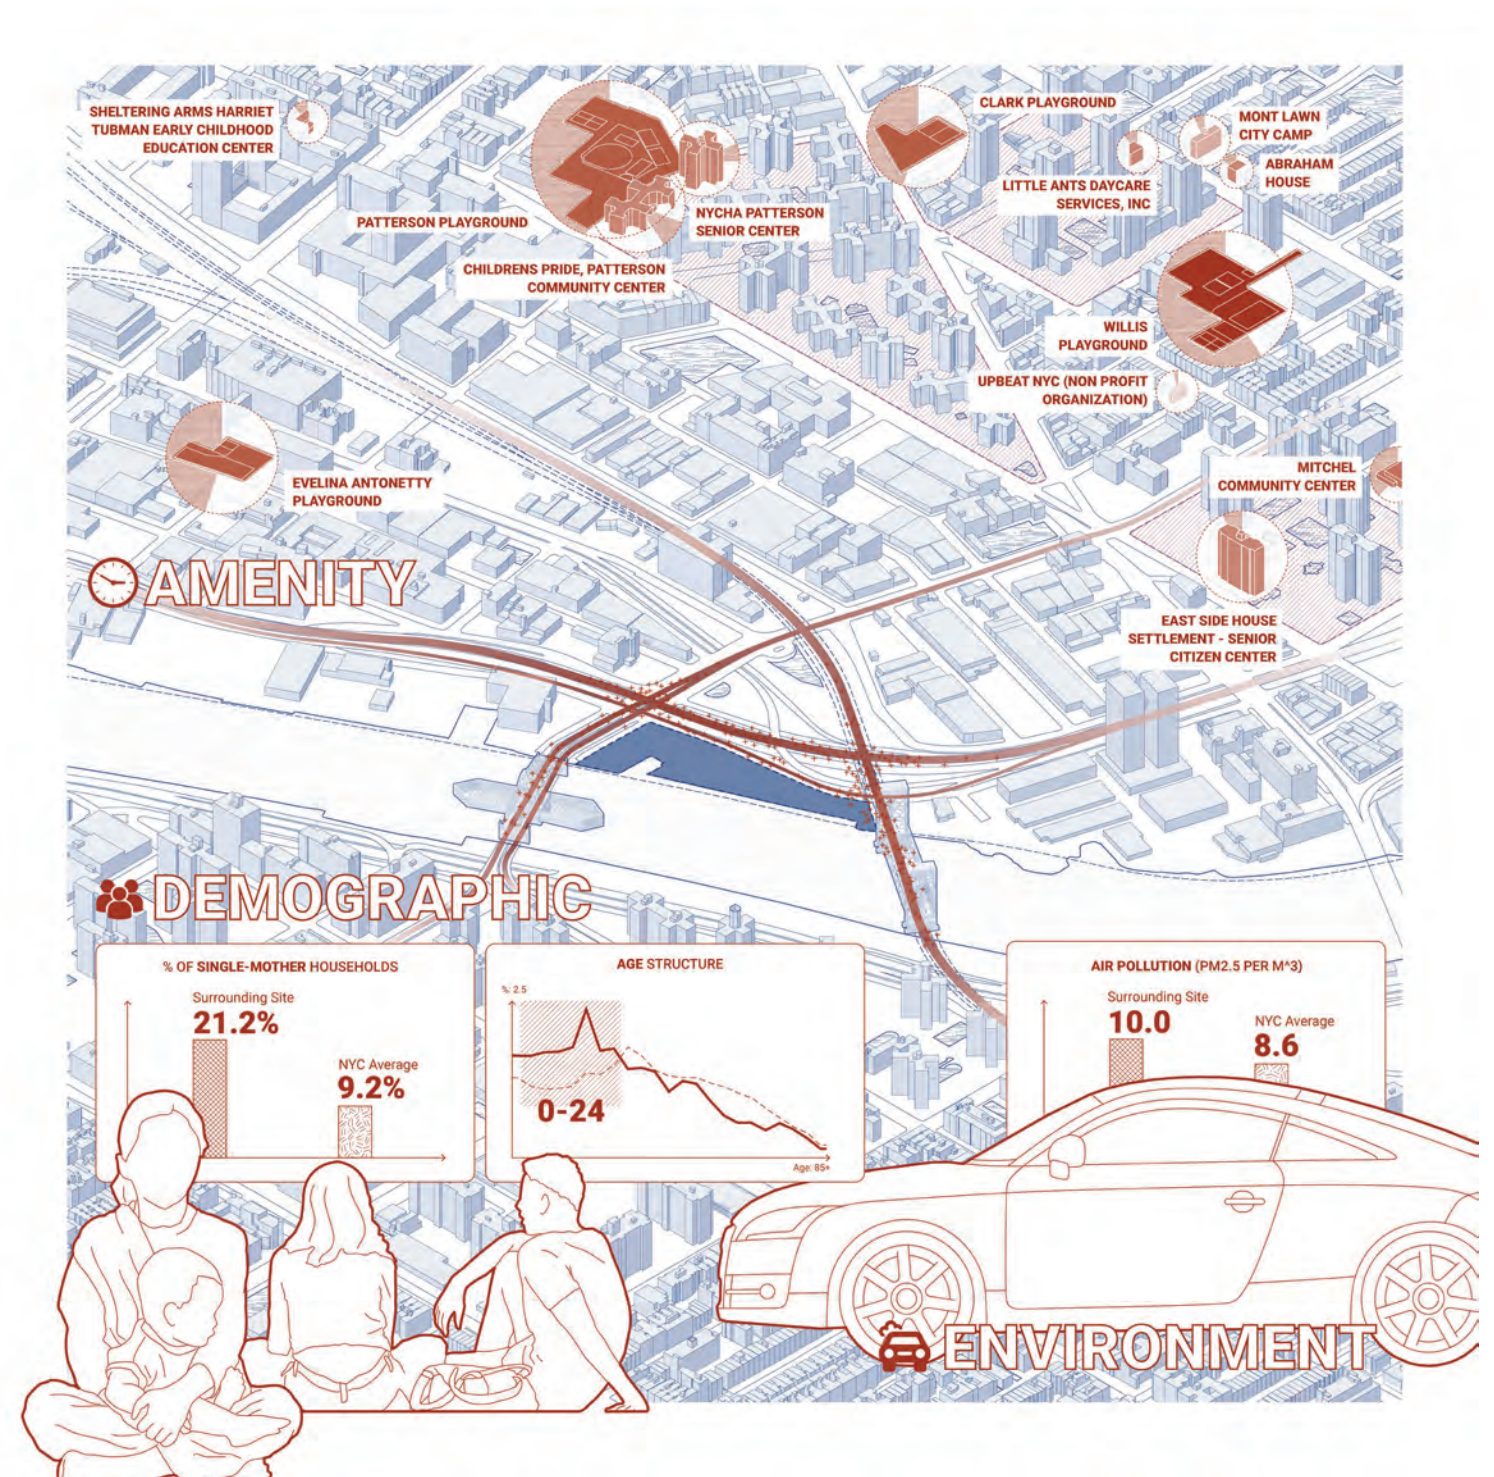 SHELTERING ARMS HARRIET
TUBMAN EARLY CHILDHOOD
EDUCATION CENTER
PATTERSON PLAYGROUND
NYCHA PATTERSON
SENIOR CENTER
CHILDRENS PRIDE, PATTERSON
COMMUNITY CENTER
CLARK PLAYGROUND
MONT LAWN
CITY CAMP
ABRAHAM
HOUSE
LITTLE ANTS DAYCARE
SERVICES, INC
WILLIS
PLAYGROUND
UPBEAT NYC (NON PROFIT
ORGANIZATION)
MITCHEL
COMMUNITY CENTER
EVELINA ANTONETTY
PLAYGROUND
EAST SIDE HOUSE
SETTLEMENT - SENIOR
CITIZEN CENTER
AMENITY
DEMOGRAPHIC
% OF SINGLE-MOTHER HOUSEHOLDS
Surrounding Site
21.2%
NYC Average
9.2%
AGE STRUCTURE
%: 2.5
0-24
Age: 85+
AIR POLLUTION (PM2.5 PER M^3)
Surrounding Site
10.0
NYC Average
8.6
ENVIRONMENT